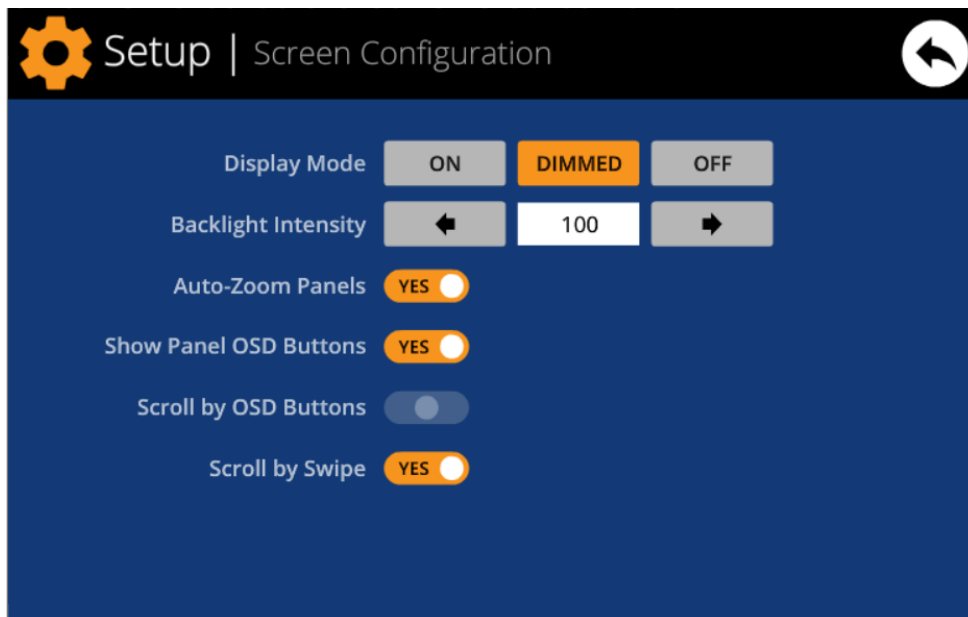 Setup | Screen Configuration
Display Mode ON DIMMED OFF
Backlight Intensity 100
Auto-Zoom Panels YES
Show Panel OSD Buttons YES
Scroll by OSD Buttons
Scroll by Swipe YES